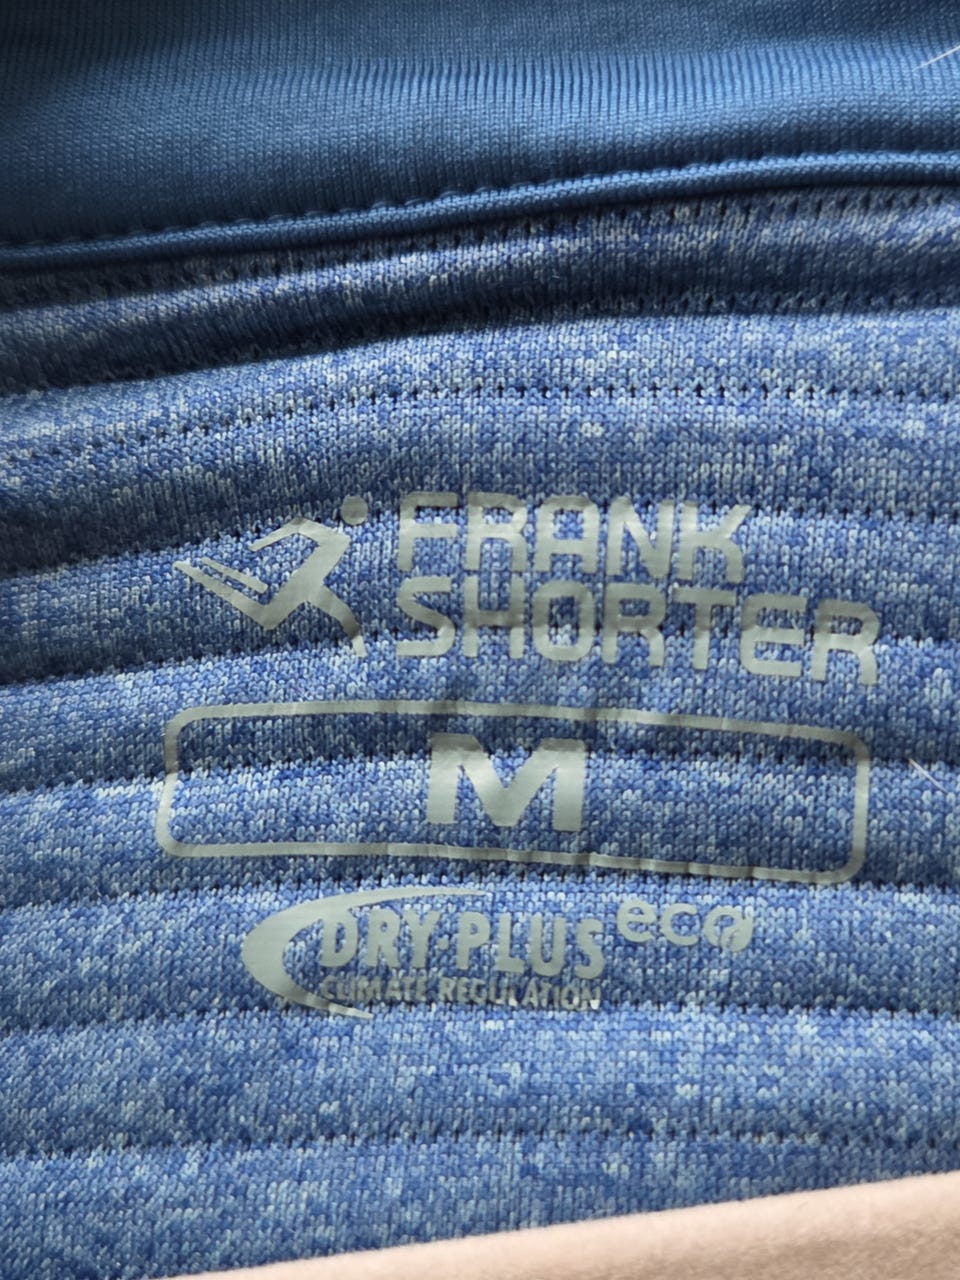 FRANK
SHORTER
M
DRY-PLUS eco
CLIMATE REGULATION